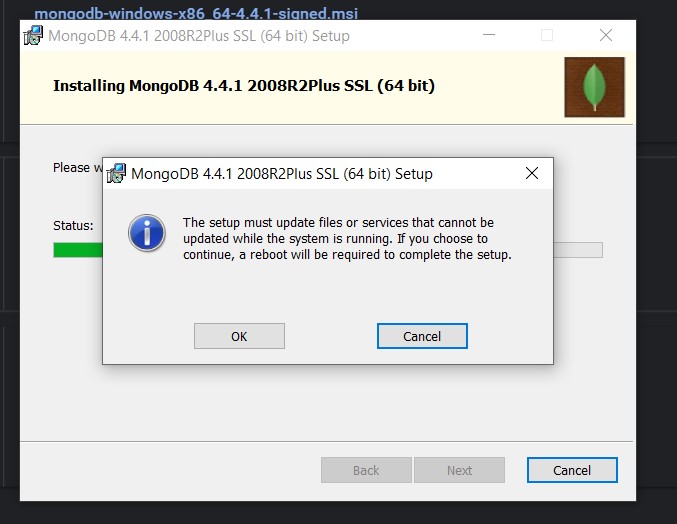 mongodb-windows-x86_64-4.4.1-signed.msi
MongoDB 4.4.1 2008R2Plus SSL (64 bit) Setup
Installing MongoDB 4.4.1 2008R2Plus SSL (64 bit)
Please w
MongoDB 4.4.1 2008R2Plus SSL (64 bit) Setup
Status:
The setup must update files or services that cannot be
updated while the system is running. If you choose to
continue, a reboot will be required to complete the setup.
OK
Cancel
Back
Next
Cancel